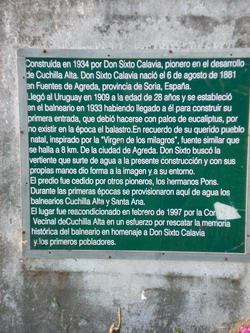 Construída en 1934 por Don Sixto Calavia, pionero en el desarrollo
de Cuchilla Alta. Don Sixto Calavia nació el 6 de agosto de 1881
en Fuentes de Agreda, provincia de Soria, España.
Llegó al Uruguay en 1909 a la edad de 28 años y se estableció
en el balneario en 1933 habiendo llegado a él para construir su
primera entrada, que debió hacerse con palos de eucaliptus, por
no existir en la época el balastro.En recuerdo de su querido pueblo
natal, inspirado por la "Virgen de los milagros", fuente similar que
se halla a 8 km. De la ciudad de Agreda. Don Sixto buscó la
vertiente que surte de agua a la presente construcción y con sus
propias manos dio forma a la imagen y a su entorno.
El predio fue cedido por otros pioneros, los hermanos Pons.
Durante las primeras épocas se provisionaron aquí de agua los
balnearios Cuchilla Alta y Santa Ana.
El lugar fue reascondicionado en febrero de 1997 por la
Vecinal deCuchilla Alta en un esfuerzo por rescatar la memoria
histórica del balneario en homenaje a Don Sixto Calavia
y los primeros pobladores.